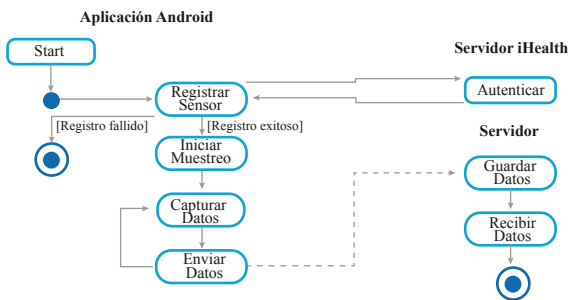 Aplicación Android
Start
Servidor iHealth
Registrar
Sensor
Autenticar
[Registro fallido]
[Registro exitoso]
Servidor
Iniciar
Muestreo
Guardar
Datos
Capturar
Datos
Recibir
Datos
Enviar
Datos